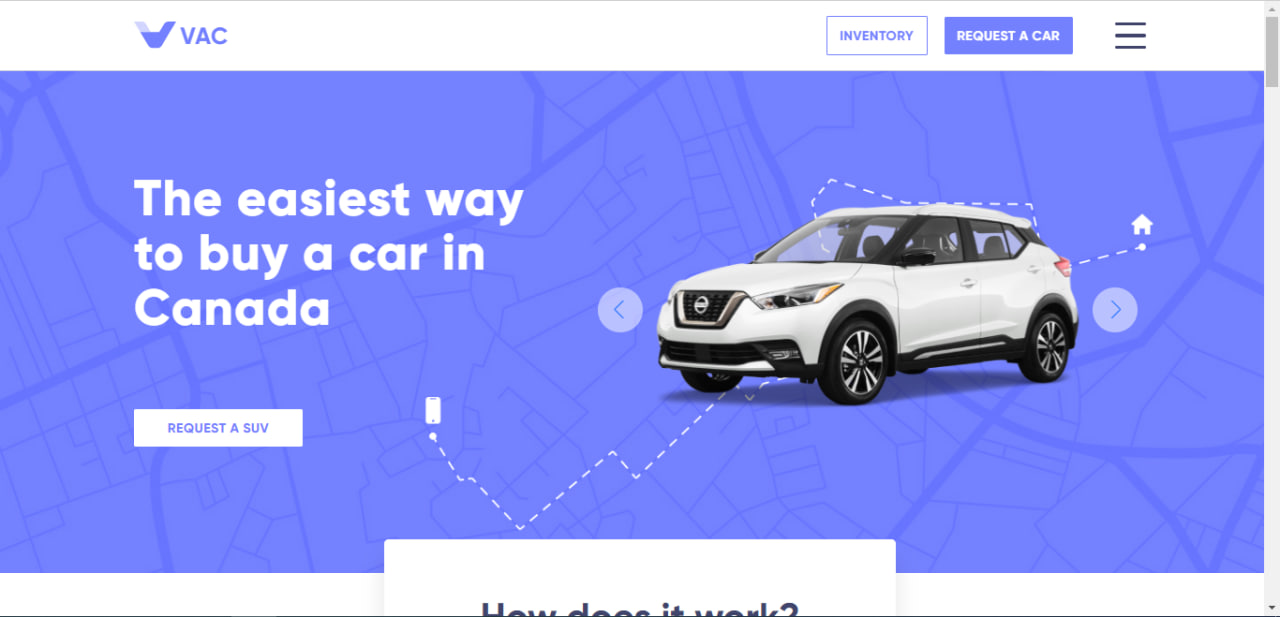 VAC
INVENTORY
REQUEST A CAR
The easiest way
to buy a car in
Canada
REQUEST A SUV
How does it work?